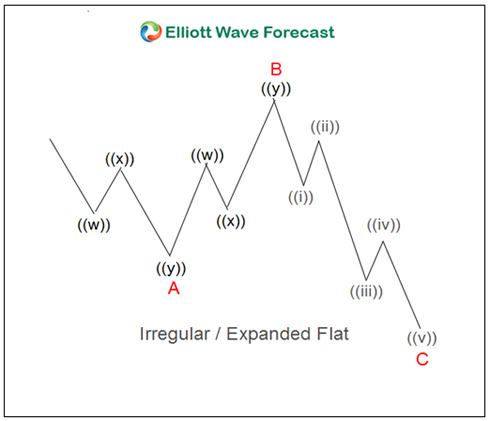 Elliott Wave Forecast
B
((y))
((ii))
((x))
((w))
((i))
((w))
((x))
((iv))
((y))
A
((iii))
Irregular / Expanded Flat
((v))
C